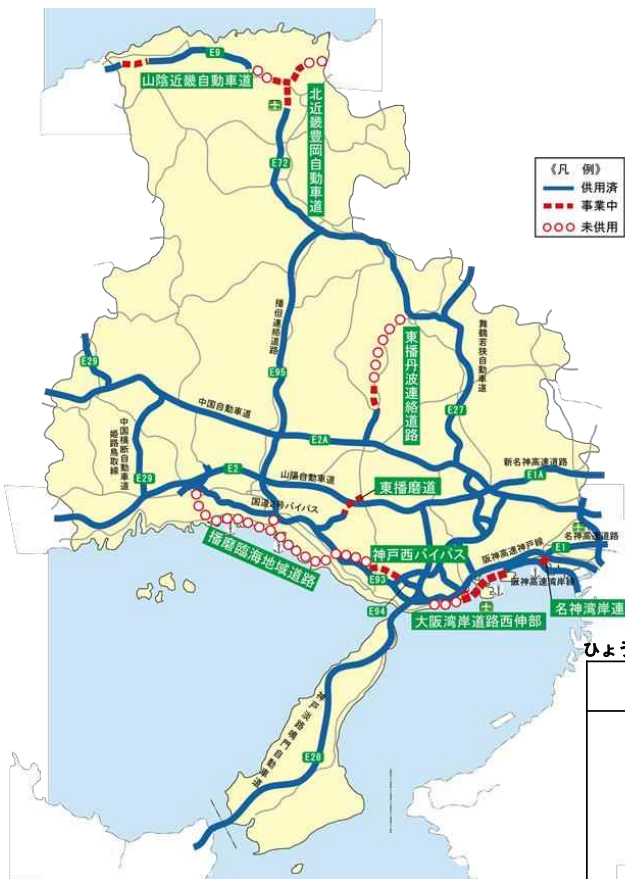 E9
山陰近畿自動車道
北近畿豊岡自動車道
E72
《凡 例》
供用済
事業中
未供用
播但連絡道路
E95
東播丹波連絡道路
舞鶴若狭自動車道
E27
E29
中国自動車道
E2A
中国横断自動車道
姫路鳥取線
E29
E2
山陽自動車道
新名神高速道路
E1A
国道2号バイパス
東播磨道
播磨臨海地域道路
神戸西バイパス
E93
阪神高速神戸線
名神高速道路
E1
阪神高速湾岸線
E94
大阪湾岸道路西伸部
名神湾岸連
ひょう
神戸淡路鳴門自動車道
E28